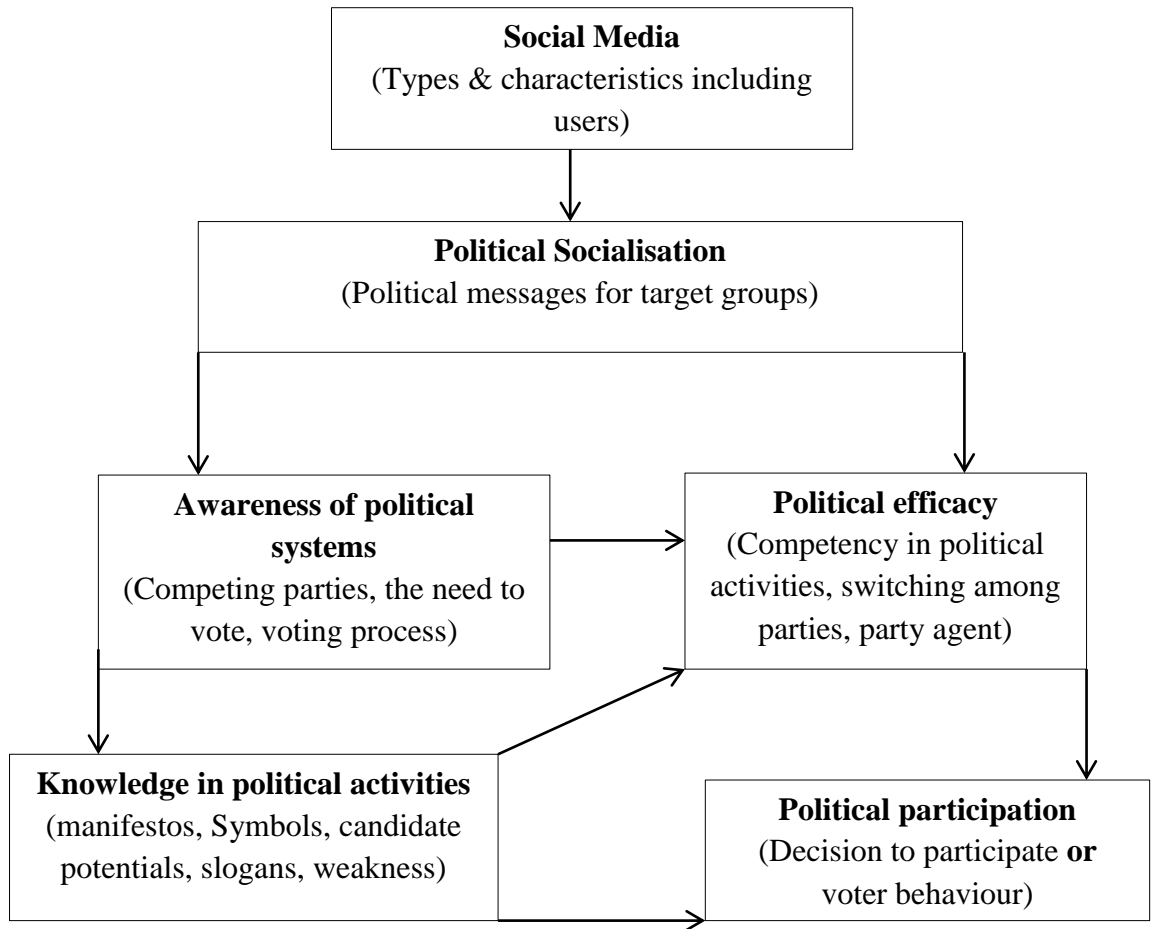 Social Media
(Types & characteristics including
users)
Political Socialisation
(Political messages for target groups)
Awareness of political
systems
(Competing parties, the need to
vote, voting process)
Political efficacy
(Competency in political
activities, switching among
parties, party agent)
Knowledge in political activities
(manifestos, Symbols, candidate
potentials, slogans, weakness)
Political participation
(Decision to participate or
voter behaviour)